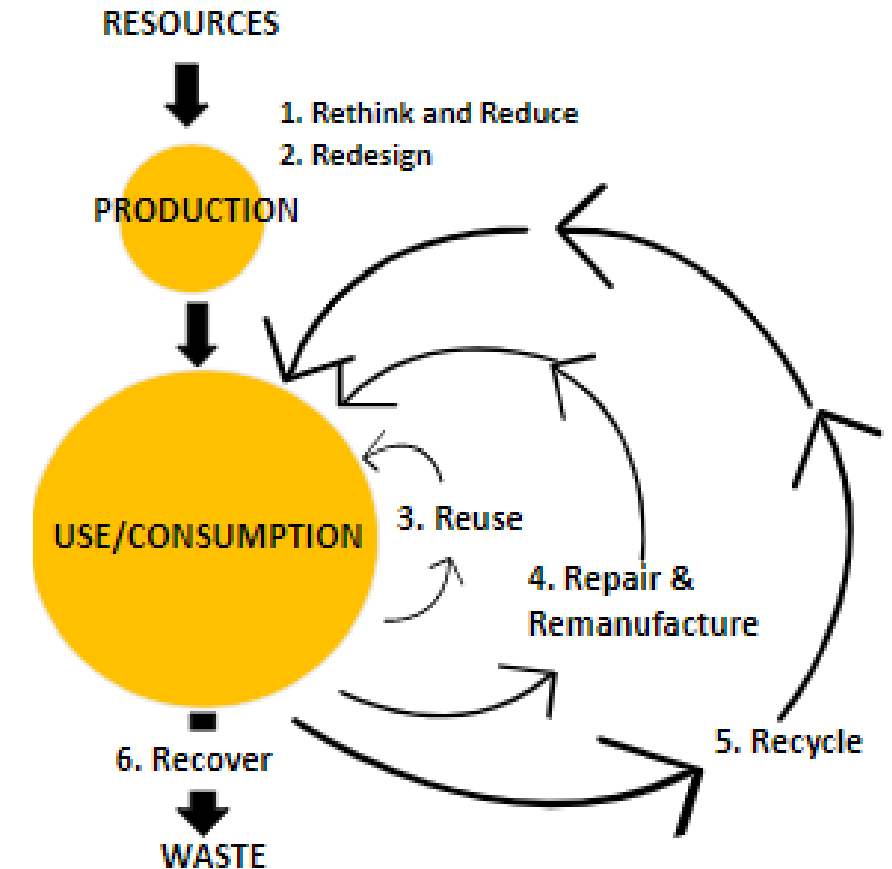 RESOURCES
1. Rethink and Reduce
2. Redesign
PRODUCTION
3. Reuse
USE/CONSUMPTION
4. Repair &
Remanufacture
5. Recycle
6. Recover
WASTE